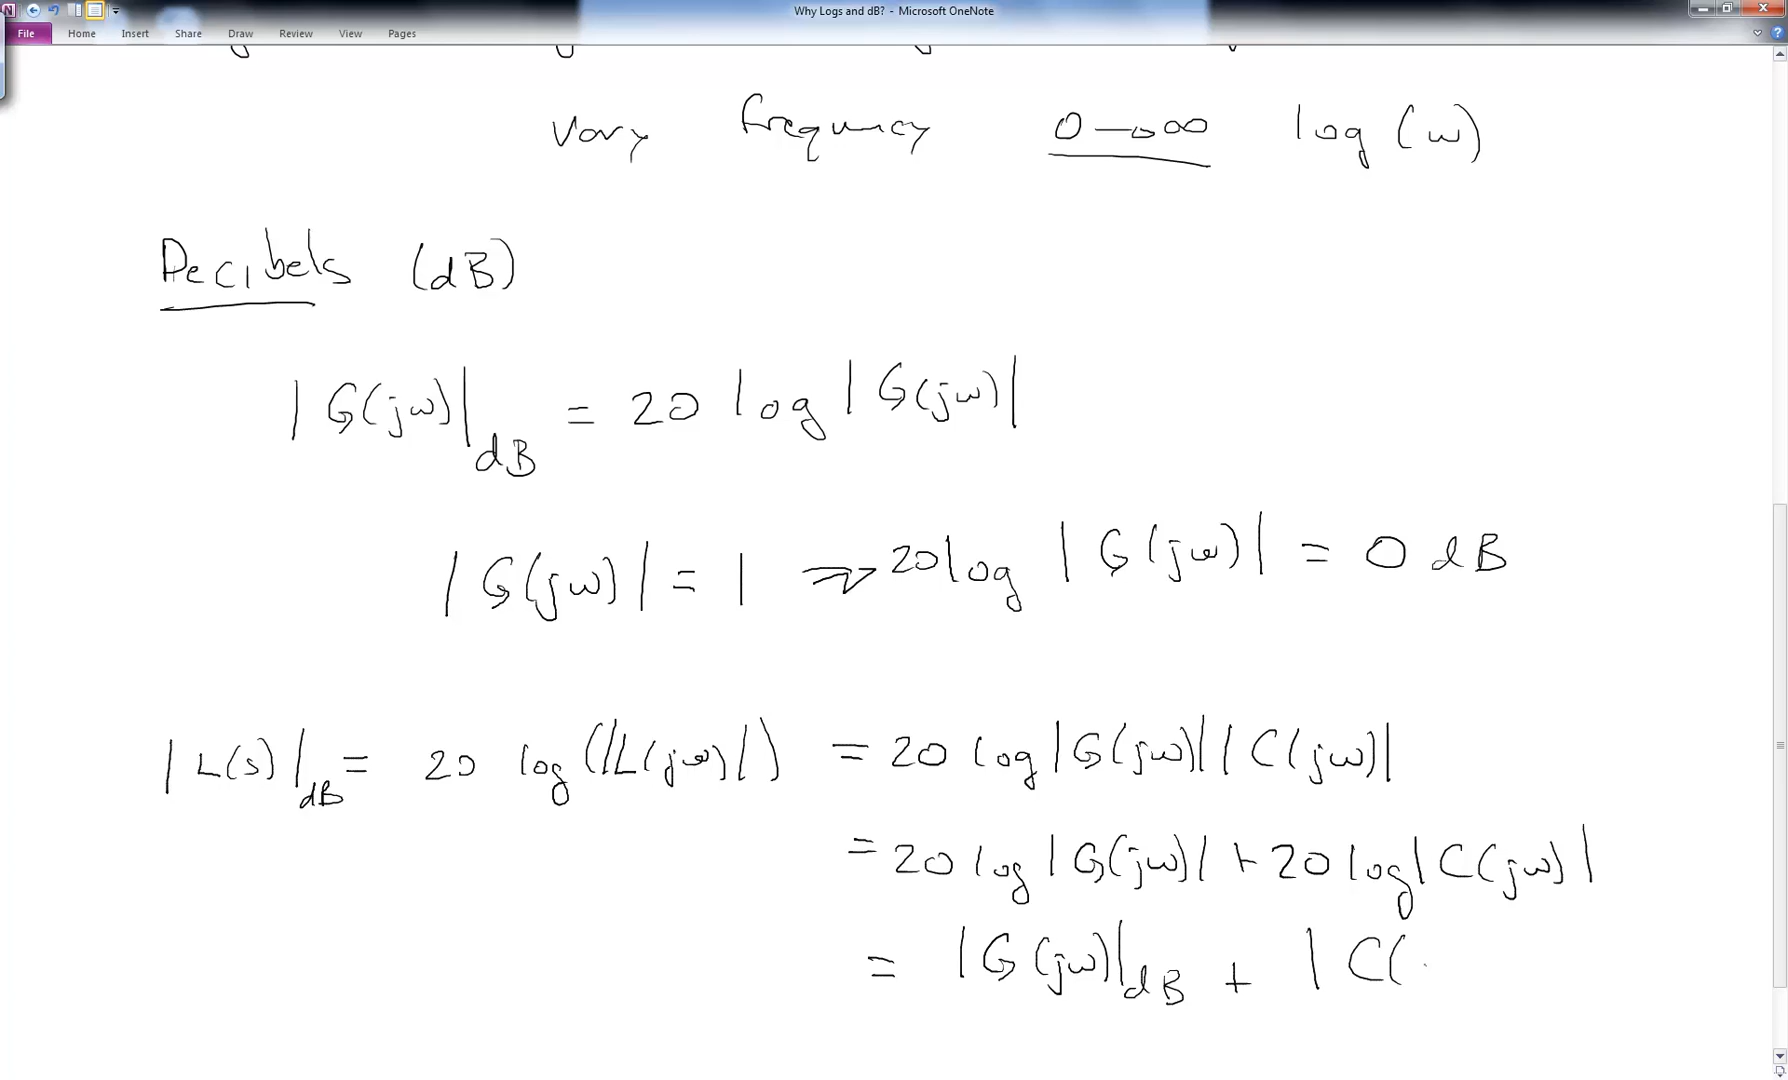 Why Logs and dB? - Microsoft OneNote
File Home Insert Share Draw Review View Pages
Vary frequency 0→∞ log(ω)
Decibels (dB)
|G(jω)|dB = 20 log|G(jω)|
|G(jω)| = 1 ⇒ 20log |G(jω)| = 0 dB
|L(s)|dB = 20 log(|L(jω)|) = 20 log|G(jω)||C(jω)|
= 20 log|G(jω)| + 20 log|C(jω)|
= |G(jω)|dB + |C(